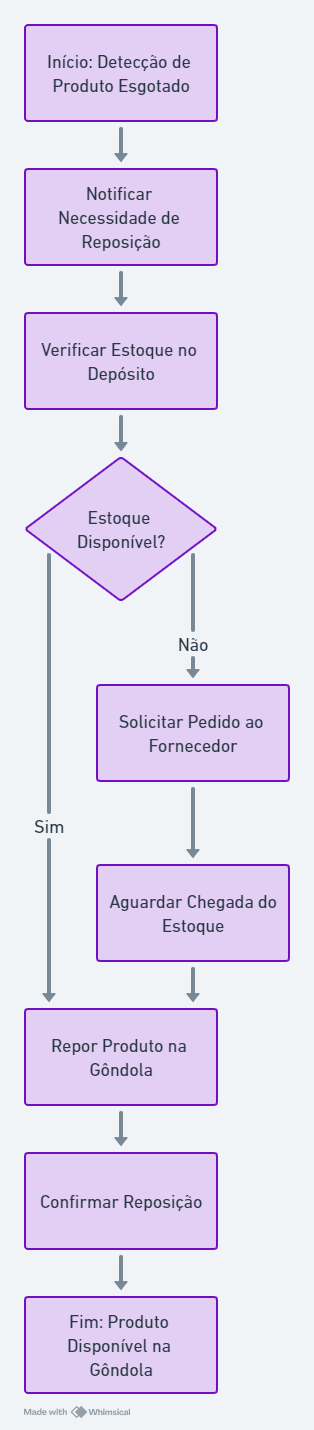 Início: Detecção de
Produto Esgotado
Notificar
Necessidade de
Reposição
Verificar Estoque no
Depósito
Estoque
Disponível?
Não
Solicitar Pedido ao
Fornecedor
Sim
Aguardar Chegada do
Estoque
Repor Produto na
Gôndola
Confirmar Reposição
Fim: Produto
Disponível na
Gôndola
Made with Whimsical